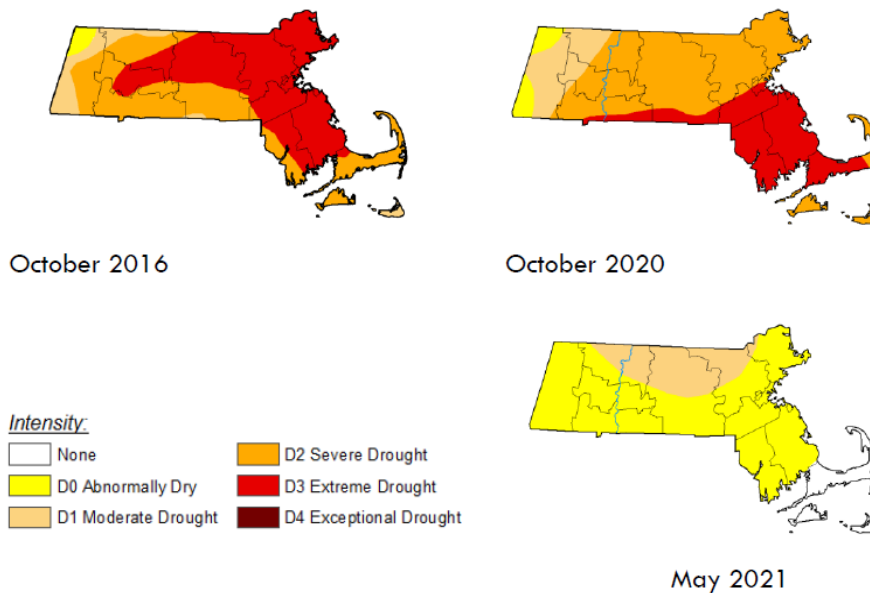 October 2016
October 2020
Intensity:
None
D0 Abnormally Dry
D1 Moderate Drought
D2 Severe Drought
D3 Extreme Drought
D4 Exceptional Drought
May 2021